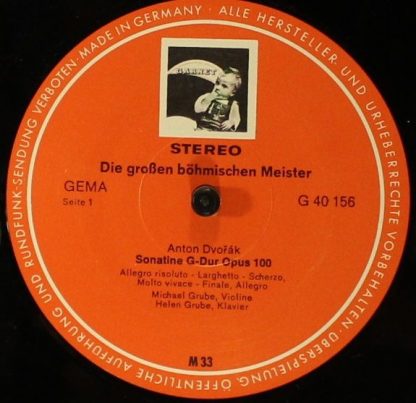 MADE IN GERMANY · ALLE HERSTELLER- UND URHEBERRECHTE VORBEHALTEN · ÜBERSPIELUNG, ÖFFENTLICHE AUFFÜHRUNG UND RUNDFUNK-SENDUNG VERBOTEN ·
GARNET
STEREO
Die großen böhmischen Meister
GEMA
G 40 156
Seite 1
Anton Dvořák
Sonatine G-Dur Opus 100
Allegro risoluto - Larghetto - Scherzo,
Molto vivace - Finale, Allegro
Michael Grube, Violine
Helen Grube, Klavier
M 33